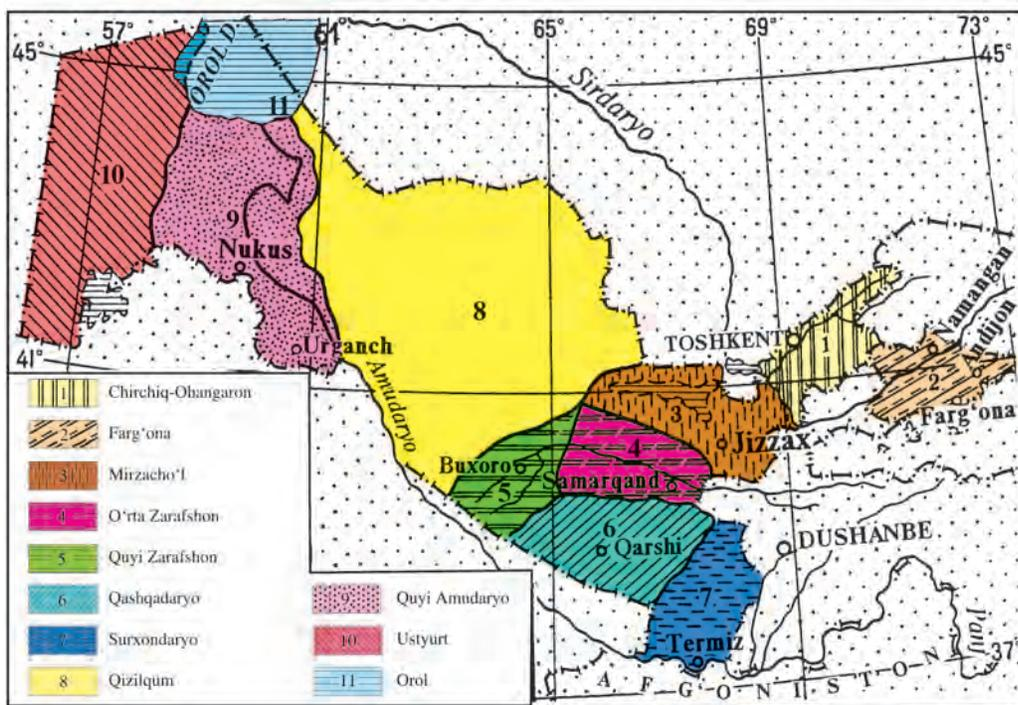 57°
61
65
69
73
45°
45°
OROL D.
11
Sirdaryo
10
9
Nukus
8
Namangan
Andijon
TOSHKENT
1
2
Farg‘ona
41
Urganch
Amudaryo
3
Jizzax
4
Buxoro
Samarqand
5
6
Qarshi
DUSHANBE
7
Termiz
Panj
37°
AFGONISTON
1 Chirchiq-Ohangaron
2 Farg‘ona
3 Mirzacho‘l
4 O‘rta Zarafshon
5 Quyi Zarafshon
6 Qashqadaryo
7 Surxondaryo
8 Qizilqum
9 Quyi Amudaryo
10 Ustyurt
11 Orol